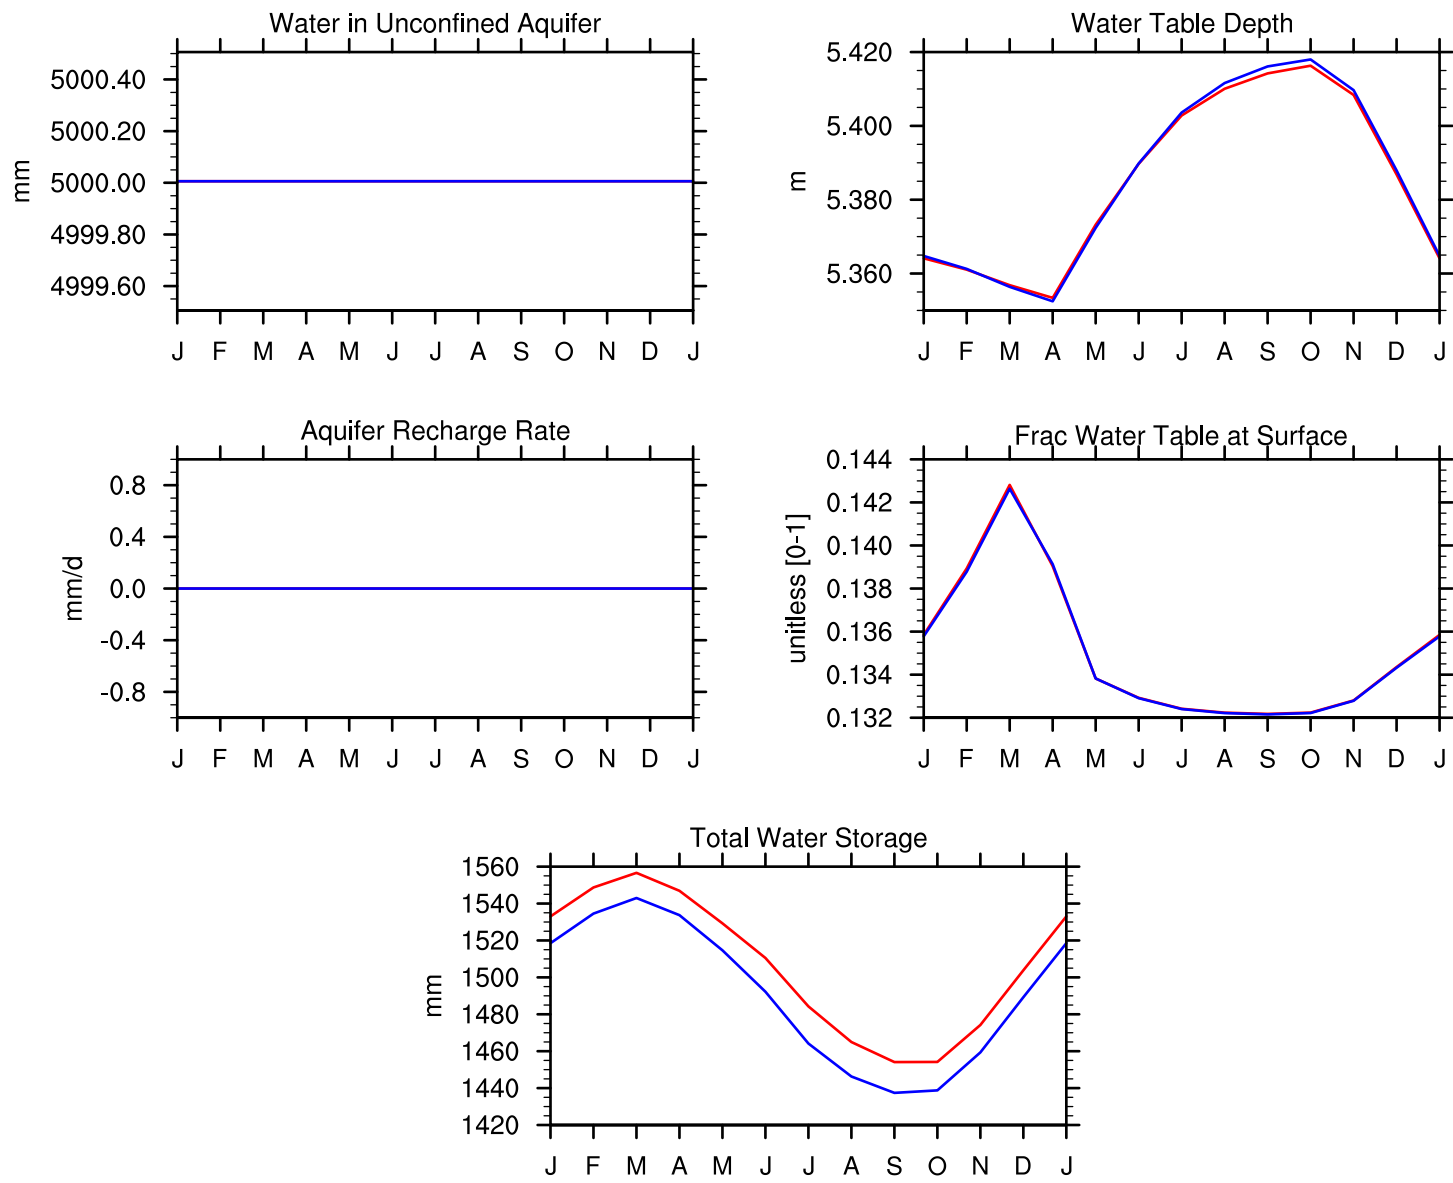 Water in Unconfined Aquifer
5000.40
5000.20
5000.00
4999.80
4999.60
mm
J F M A M J J A S O N D J
Water Table Depth
5.420
5.400
5.380
5.360
m
J F M A M J J A S O N D J
Aquifer Recharge Rate
0.8
0.4
0.0
-0.4
-0.8
mm/d
J F M A M J J A S O N D J
Frac Water Table at Surface
0.144
0.142
0.140
0.138
0.136
0.134
0.132
unitless [0-1]
J F M A M J J A S O N D J
Total Water Storage
1560
1540
1520
1500
1480
1460
1440
1420
mm
J F M A M J J A S O N D J